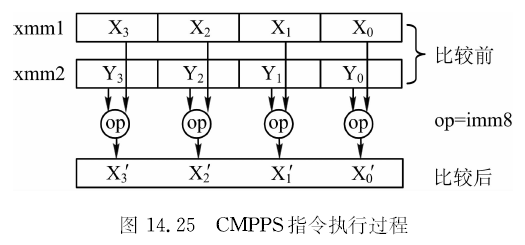 xmm1 X₃ X₂ X₁ X₀
比较前
xmm2 Y₃ Y₂ Y₁ Y₀
op op op op op=imm8
X₃′ X₂′ X₁′ X₀′ 比较后
图 14.25 CMPPS指令执行过程